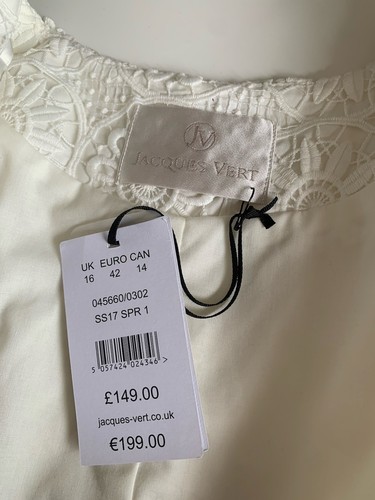 JV
JACQUES VERT
UK EURO CAN
16 42 14
045660/0302
SS17 SPR 1
5 057424 024346 >
£149.00
jacques-vert.co.uk
€199.00